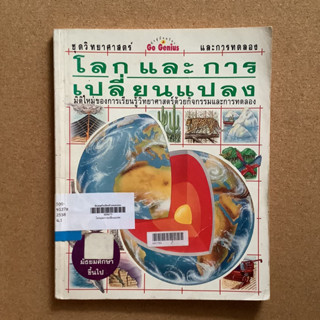 ชุดวิทยาศาสตร์
Go Genius
และการทดลอง
โลกและการ
เปลี่ยนแปลง
มิติใหม่ของการเรียนรู้วิทยาศาสตร์ด้วยกิจกรรมและการทดลอง
มัธยมศึกษา
ขึ้นไป